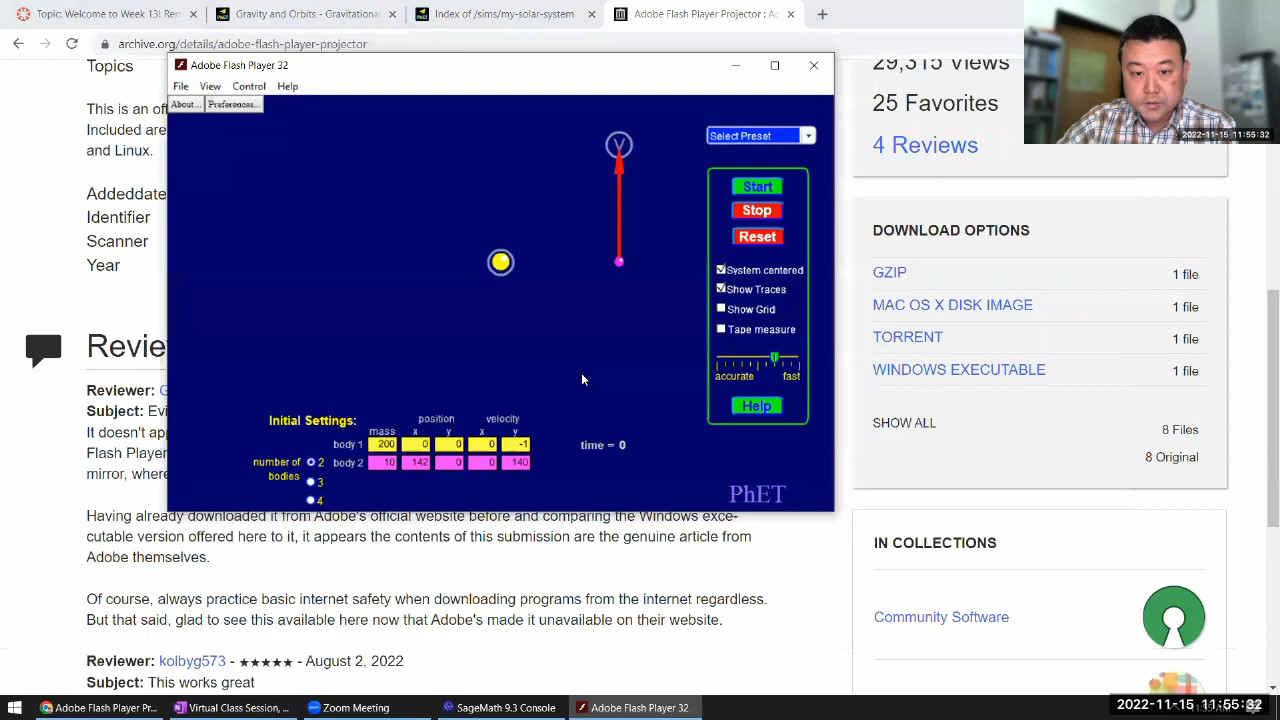 Topic: Week 13I Rem
Gravity and Orbits - Gravitational
Index of /sims/my-solar-system
Adobe Flash Player Projector : Ad
archive.org/details/adobe-flash-player-projector
Topics
This is an off
Included are
and Linux.
Addeddate
Identifier
Scanner
Year
Adobe Flash Player 32
File
View
Control
Help
About...
Preferences...
V
Select Preset
Start
Stop
Reset
System centered
Show Traces
Show Grid
Tape measure
accurate fast
Help
Initial Settings:
position velocity
mass x y x y
body 1 200 0 0 0 -1
body 2 10 142 0 0 140
number of bodies
2
3
4
time = 0
PhET
29,315 Views
25 Favorites
4 Reviews
2022-11-15 11:55:32
DOWNLOAD OPTIONS
GZIP 1 file
MAC OS X DISK IMAGE 1 file
TORRENT 1 file
WINDOWS EXECUTABLE 1 file
SHOW ALL
8 Files
8 Original
IN COLLECTIONS
Community Software
Revie
Reviewer: G
Subject: Evi
It doesn't ap
Flash Player
mirror, where
Having already downloaded it from Adobe's official website before and comparing the Windows exe-
cutable version offered here to it, it appears the contents of this submission are the genuine article from
Adobe themselves.
Of course, always practice basic internet safety when downloading programs from the internet regardless.
But that said, glad to see this available here now that Adobe's made it unavailable on their website.
Reviewer: kolbyg573 - ★★★★★ - August 2, 2022
Subject: This works great
Adobe Flash Player Pr...
Virtual Class Session, ...
Zoom Meeting
SageMath 9.3 Console
Adobe Flash Player 32
2022-11-15 11:55:32